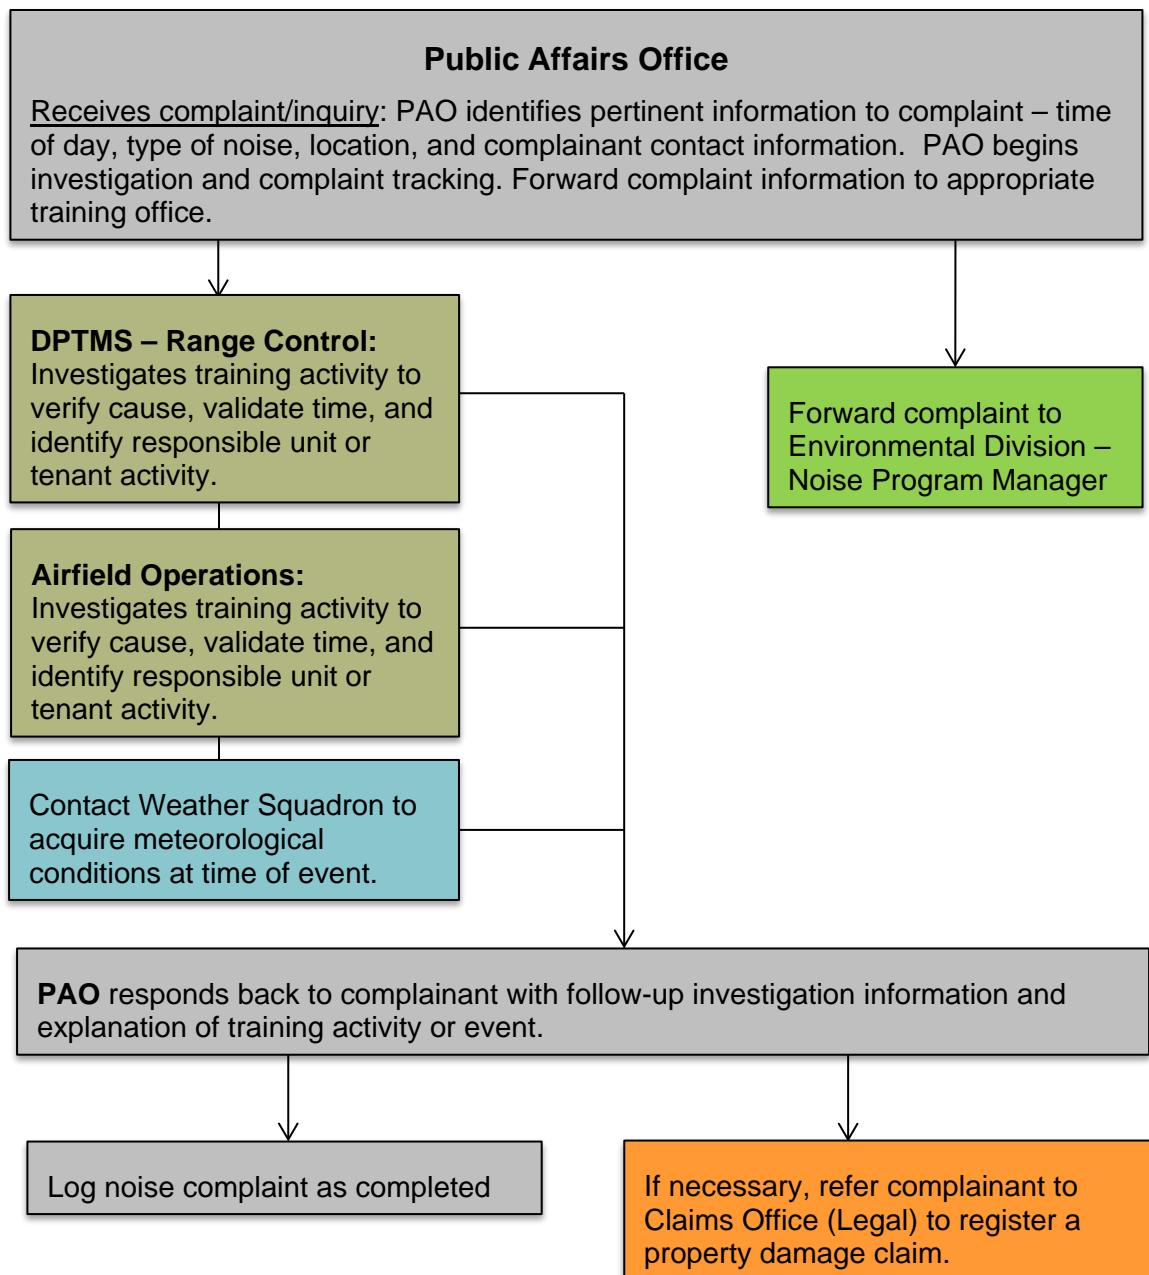 Public Affairs Office
Receives complaint/inquiry: PAO identifies pertinent information to complaint – time
of day, type of noise, location, and complainant contact information.  PAO begins
investigation and complaint tracking. Forward complaint information to appropriate
training office.
DPTMS – Range Control:
Investigates training activity to
verify cause, validate time, and
identify responsible unit or
tenant activity.
Forward complaint to
Environmental Division –
Noise Program Manager
Airfield Operations:
Investigates training activity to
verify cause, validate time, and
identify responsible unit or
tenant activity.
Contact Weather Squadron to
acquire meteorological
conditions at time of event.
PAO responds back to complainant with follow-up investigation information and
explanation of training activity or event.
Log noise complaint as completed
If necessary, refer complainant to
Claims Office (Legal) to register a
property damage claim.